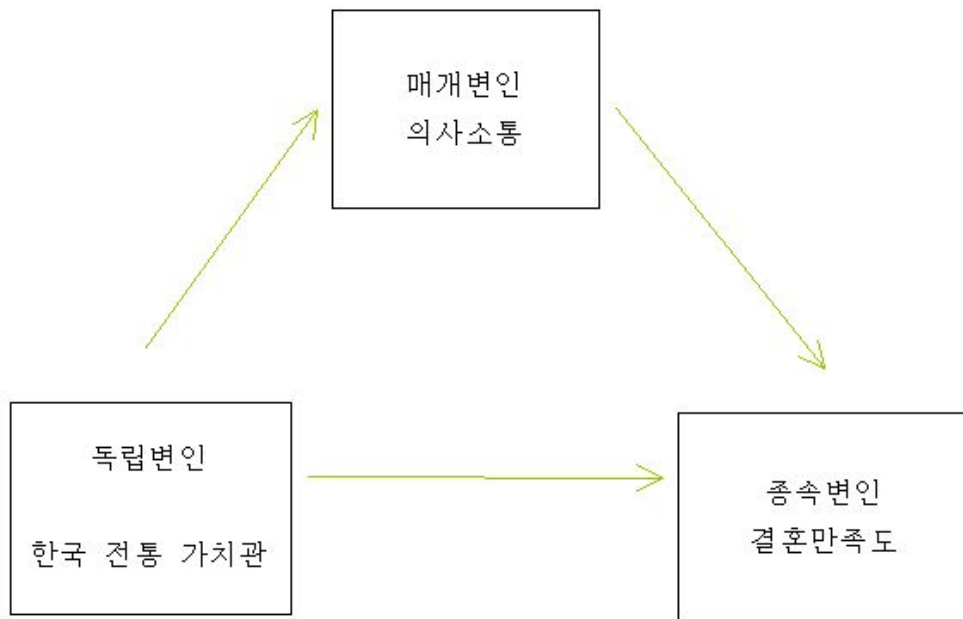 매개변인
의사소통
독립변인
한국 전통 가치관
종속변인
결혼만족도